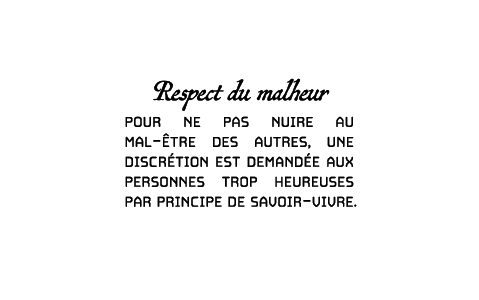 Respect du malheur
POUR NE PAS NUIRE AU
MAL-ÊTRE DES AUTRES, UNE
DISCRÉTION EST DEMANDÉE AUX
PERSONNES TROP HEUREUSES
PAR PRINCIPE DE SAVOIR-VIVRE.